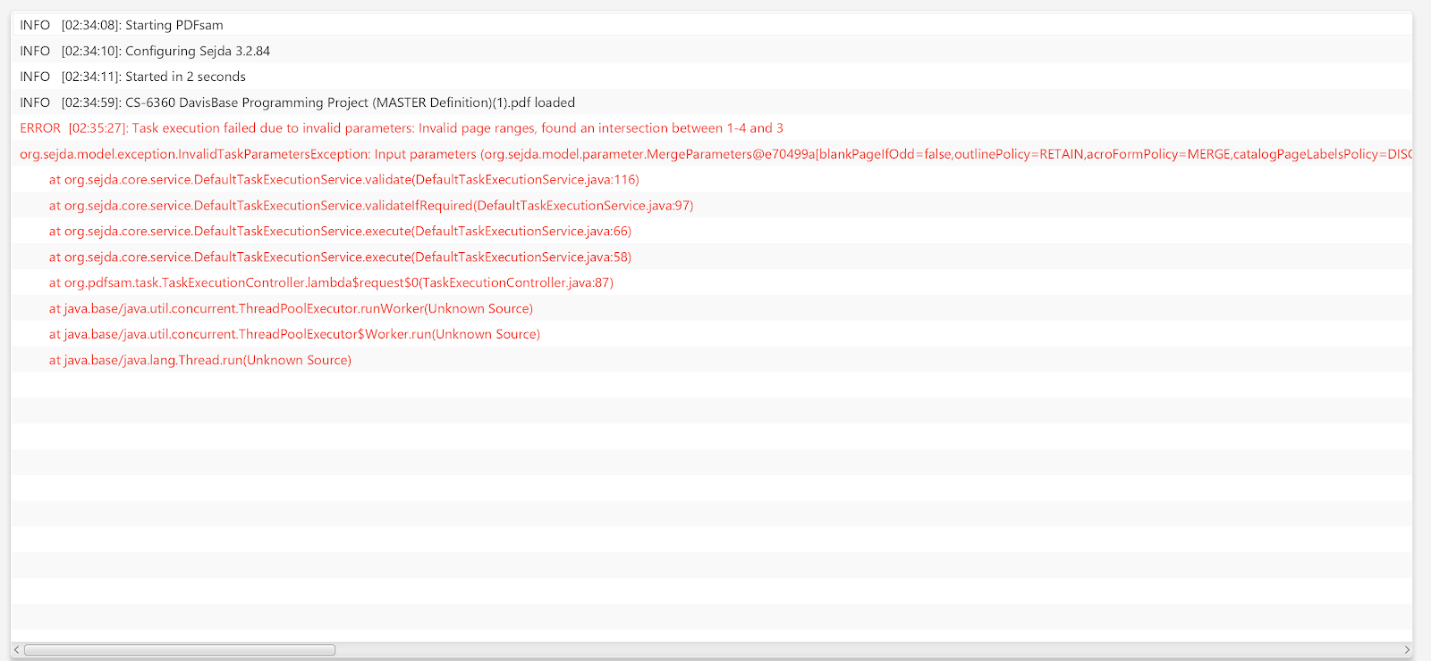 INFO [02:34:08]: Starting PDFsam
INFO [02:34:10]: Configuring Sejda 3.2.84
INFO [02:34:11]: Started in 2 seconds
INFO [02:34:59]: CS-6360 DavisBase Programming Project (MASTER Definition)(1).pdf loaded
ERROR [02:35:27]: Task execution failed due to invalid parameters: Invalid page ranges, found an intersection between 1-4 and 3
org.sejda.model.exception.InvalidTaskParametersException: Input parameters (org.sejda.model.parameter.MergeParameters@e70499a[blankPageIfOdd=false,outlinePolicy=RETAIN,acroFormPolicy=MERGE,catalogPageLabelsPolicy=DISC
at org.sejda.core.service.DefaultTaskExecutionService.validate(DefaultTaskExecutionService.java:116)
at org.sejda.core.service.DefaultTaskExecutionService.validateIfRequired(DefaultTaskExecutionService.java:97)
at org.sejda.core.service.DefaultTaskExecutionService.execute(DefaultTaskExecutionService.java:66)
at org.sejda.core.service.DefaultTaskExecutionService.execute(DefaultTaskExecutionService.java:58)
at org.pdfsam.task.TaskExecutionController.lambda$request$0(TaskExecutionController.java:87)
at java.base/java.util.concurrent.ThreadPoolExecutor.runWorker(Unknown Source)
at java.base/java.util.concurrent.ThreadPoolExecutor$Worker.run(Unknown Source)
at java.base/java.lang.Thread.run(Unknown Source)